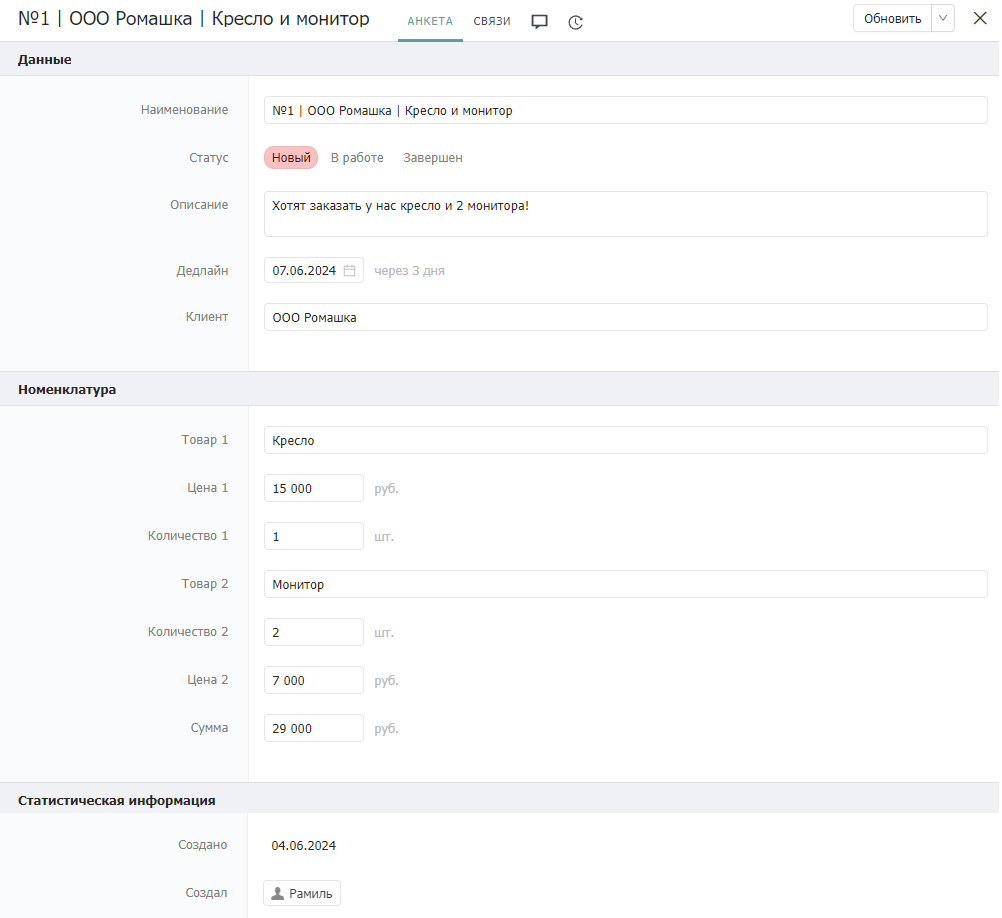 №1 | ООО Ромашка | Кресло и монитор АНКЕТА СВЯЗИ Обновить
Данные
Наименование №1 | ООО Ромашка | Кресло и монитор
Статус Новый В работе Завершен
Описание Хотят заказать у нас кресло и 2 монитора!
Дедлайн 07.06.2024 через 3 дня
Клиент ООО Ромашка
Номенклатура
Товар 1 Кресло
Цена 1 15 000 руб.
Количество 1 1 шт.
Товар 2 Монитор
Количество 2 2 шт.
Цена 2 7 000 руб.
Сумма 29 000 руб.
Статистическая информация
Создано 04.06.2024
Создал Рамиль